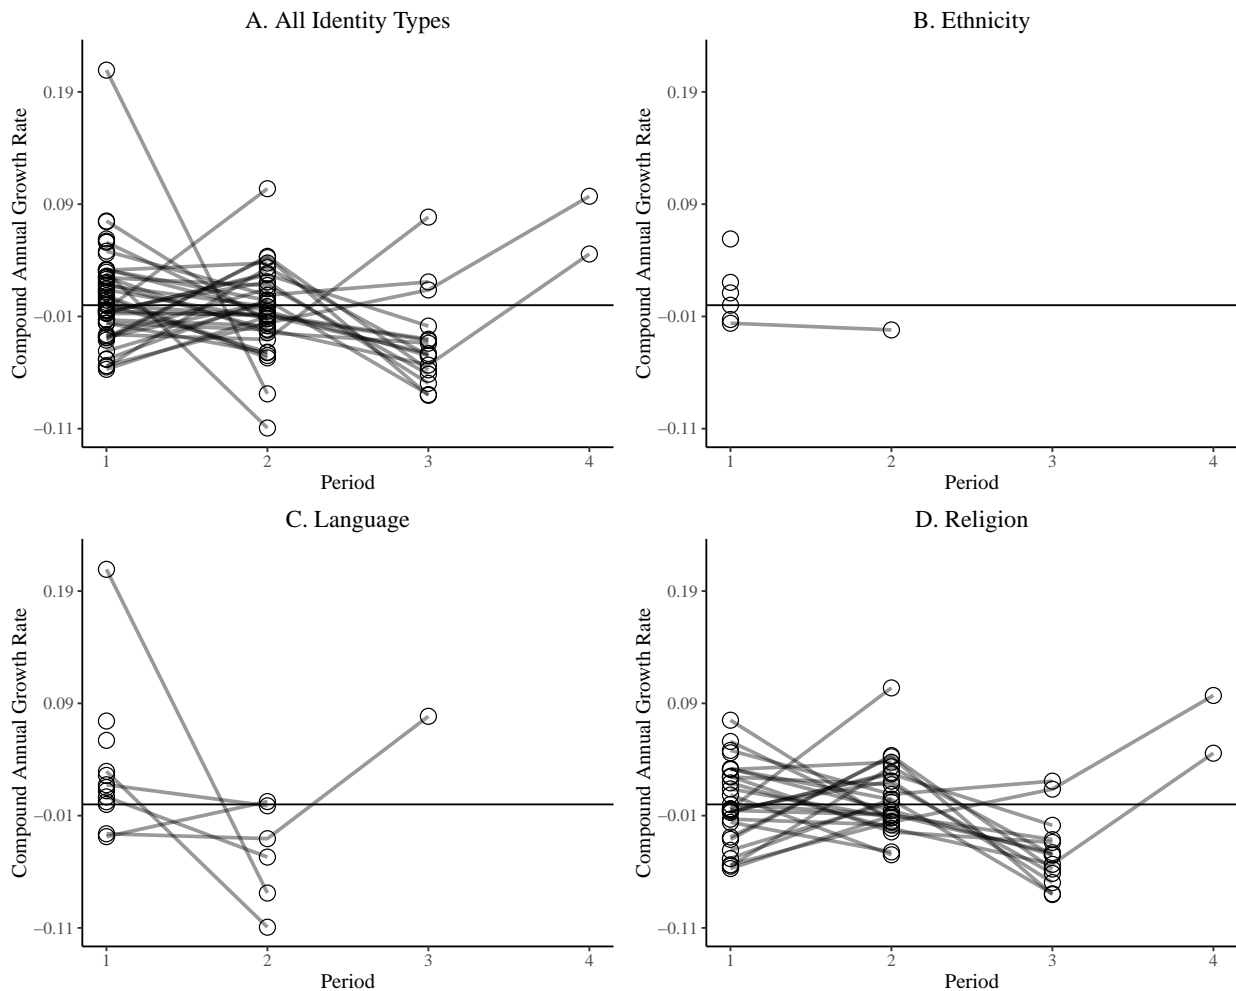 A. All Identity Types
Compound Annual Growth Rate
0.19
0.09
−0.01
−0.11
1 2 3 4
Period
B. Ethnicity
Compound Annual Growth Rate
0.19
0.09
−0.01
−0.11
1 2 3 4
Period
C. Language
Compound Annual Growth Rate
0.19
0.09
−0.01
−0.11
1 2 3 4
Period
D. Religion
Compound Annual Growth Rate
0.19
0.09
−0.01
−0.11
1 2 3 4
Period